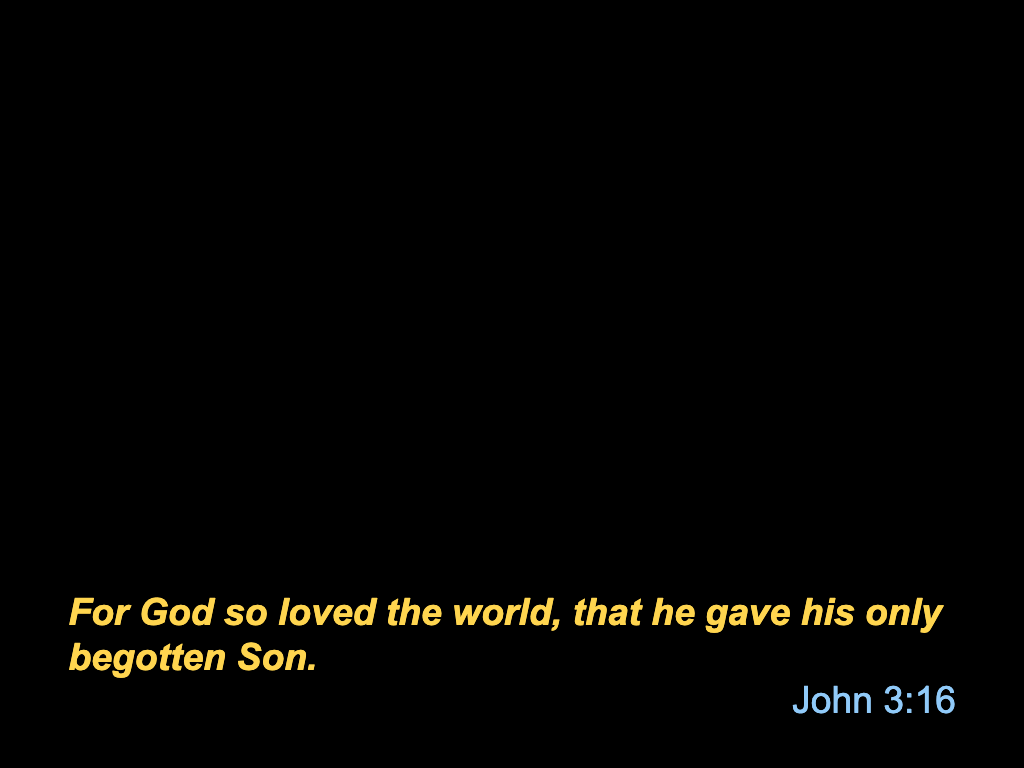 For God so loved the world, that he gave his only
begotten Son.
John 3:16